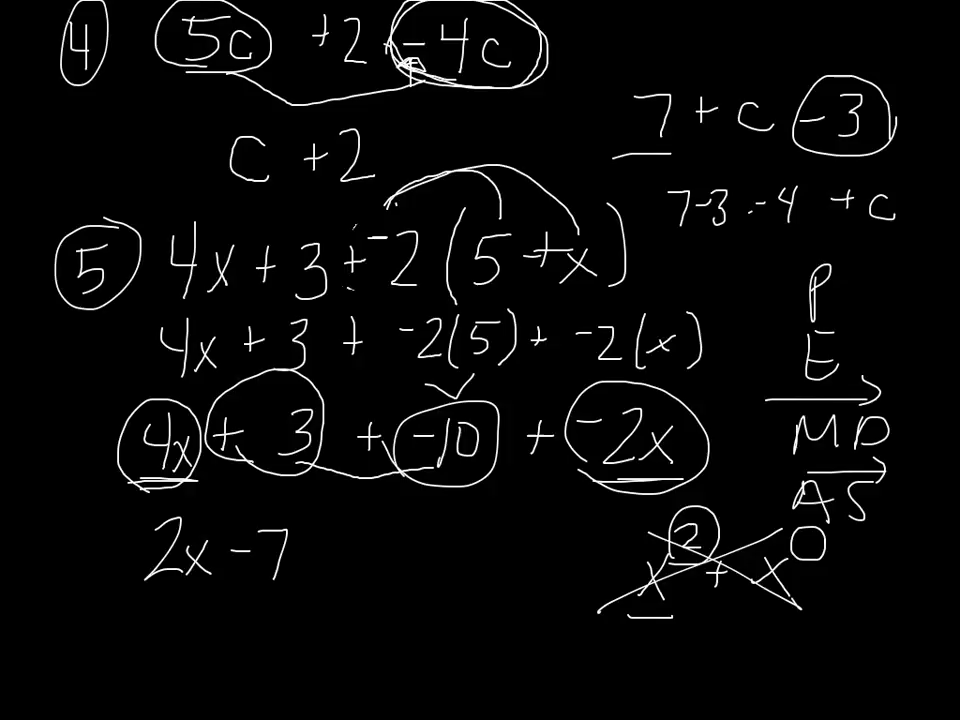 ④ 5c +2 + -4c
7 + c -3
c +2
7-3 = 4 + c
⑤ 4x + 3 + -2 ( 5 + x )
P
E
4x + 3 + -2(5) + -2(x)
4x + 3 + -10 + -2x
MD
AS
2x - 7
x² + x⁰